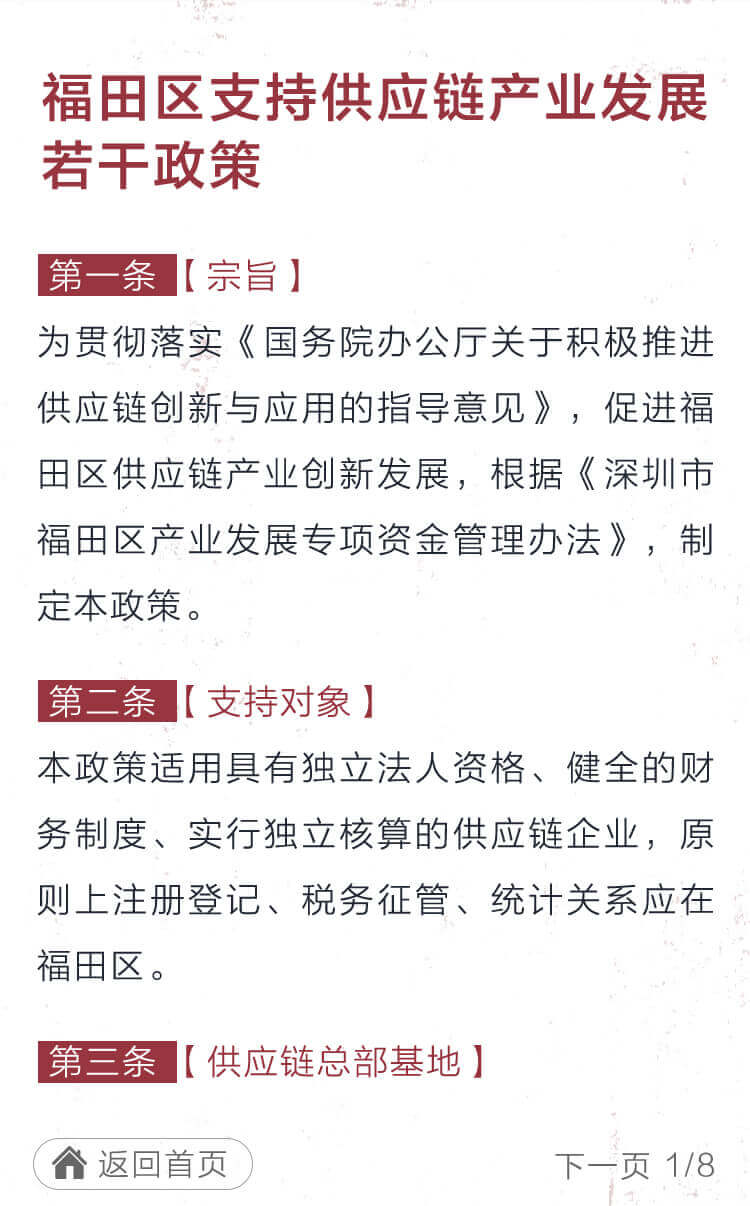 福田区支持供应链产业发展
若干政策
第一条【宗旨】
为贯彻落实《国务院办公厅关于积极推进
供应链创新与应用的指导意见》，促进福
田区供应链产业创新发展，根据《深圳市
福田区产业发展专项资金管理办法》，制
定本政策。
第二条【支持对象】
本政策适用具有独立法人资格、健全的财
务制度、实行独立核算的供应链企业，原
则上注册登记、税务征管、统计关系应在
福田区。
第三条【供应链总部基地】
返回首页 下一页 1/8